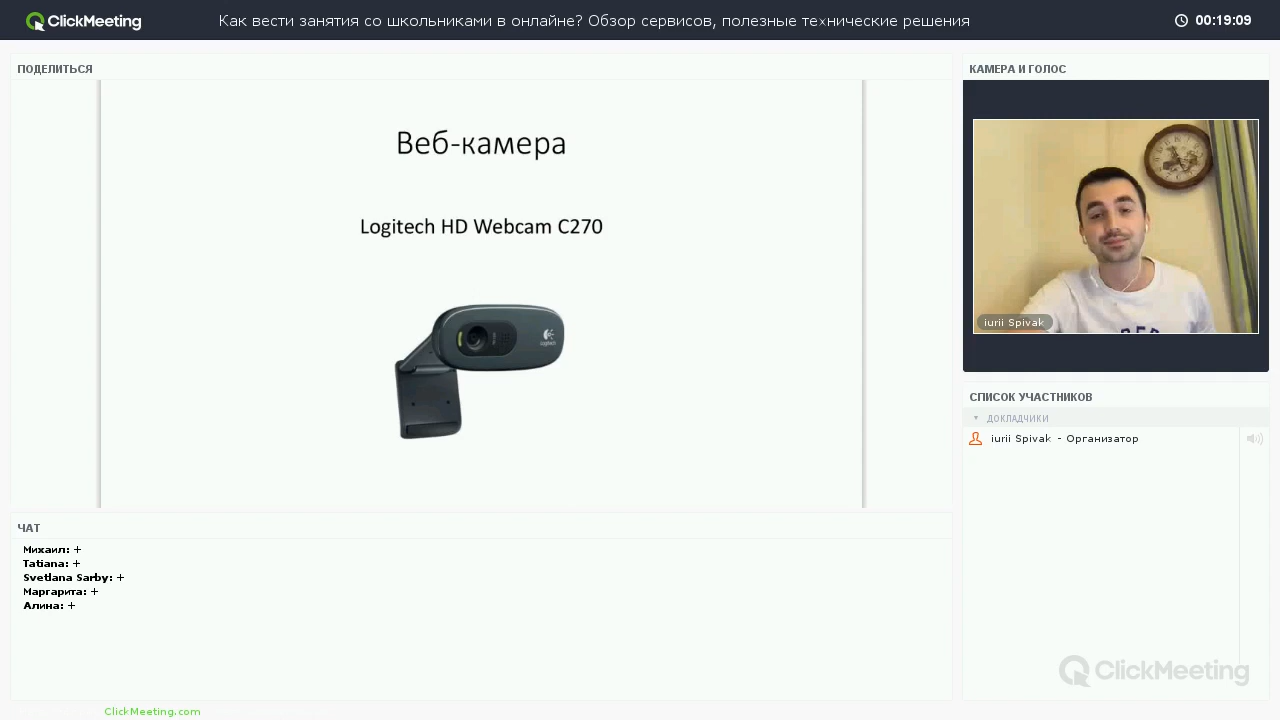 ClickMeeting
Как вести занятия со школьниками в онлайне? Обзор сервисов, полезные технические решения
00:19:09
ПОДЕЛИТЬСЯ
Веб-камера
Logitech HD Webcam C270
Logitech
КАМЕРА И ГОЛОС
iurii Spivak
СПИСОК УЧАСТНИКОВ
ДОКЛАДЧИКИ
iurii Spivak - Организатор
ЧАТ
Михаил: +
Tatiana: +
Svetlana Sarby: +
Маргарита: +
Алина: +
ClickMeeting
ClickMeeting.com